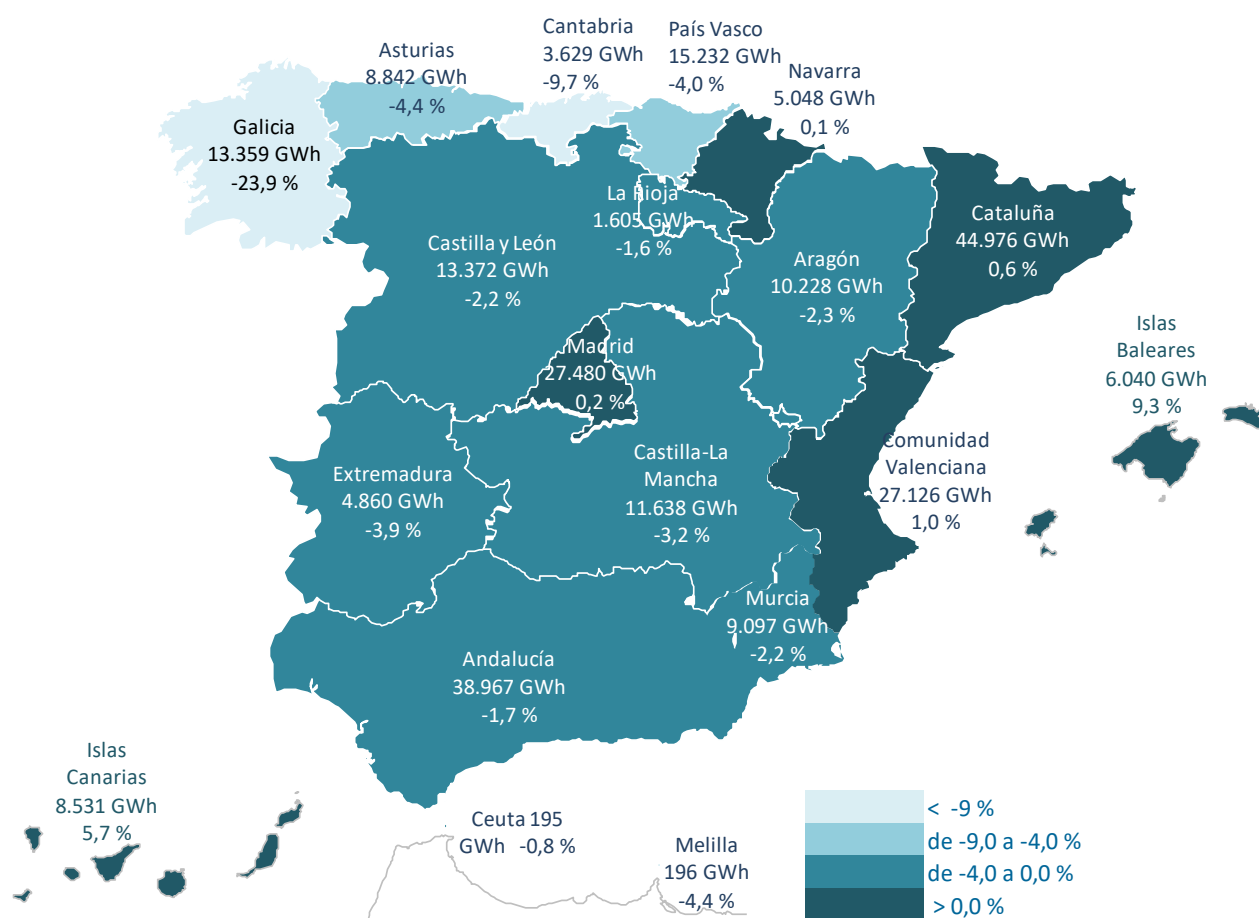 Cantabria
3.629 GWh
-9,7 %
País Vasco
15.232 GWh
-4,0 %
Asturias
8.842 GWh
-4,4 %
Navarra
5.048 GWh
0,1 %
Galicia
13.359 GWh
-23,9 %
La Rioja
1.605 GWh
-1,6 %
Cataluña
44.976 GWh
0,6 %
Castilla y León
13.372 GWh
-2,2 %
Aragón
10.228 GWh
-2,3 %
Islas
Baleares
6.040 GWh
9,3 %
Madrid
27.480 GWh
0,2 %
Comunidad
Valenciana
27.126 GWh
1,0 %
Castilla-La
Mancha
11.638 GWh
-3,2 %
Extremadura
4.860 GWh
-3,9 %
Murcia
9.097 GWh
-2,2 %
Andalucía
38.967 GWh
-1,7 %
Islas
Canarias
8.531 GWh
5,7 %
Ceuta 195
GWh -0,8 %
Melilla
196 GWh
-4,4 %
< -9 %
de -9,0 a -4,0 %
de -4,0 a 0,0 %
> 0,0 %